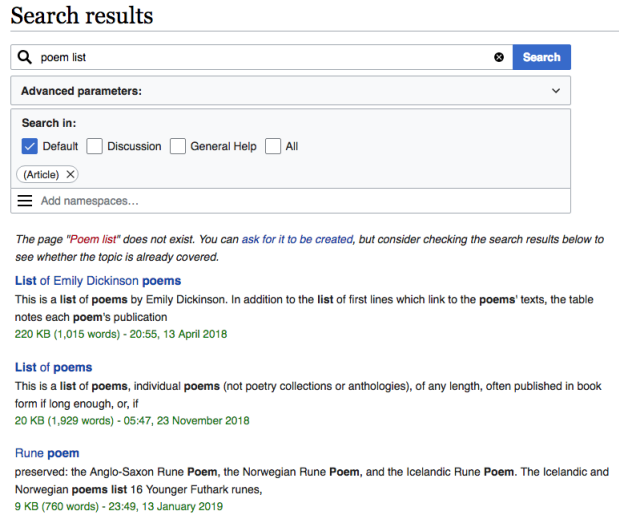 Search results
poem list
Search
Advanced parameters:
Search in:
Default Discussion General Help All
(Article)
Add namespaces...
The page "Poem list" does not exist. You can ask for it to be created, but consider checking the search results below to
see whether the topic is already covered.
List of Emily Dickinson poems
This is a list of poems by Emily Dickinson. In addition to the list of first lines which link to the poems' texts, the table
notes each poem's publication
220 KB (1,015 words) - 20:55, 13 April 2018
List of poems
This is a list of poems, individual poems (not poetry collections or anthologies), of any length, often published in book
form if long enough, or, if
20 KB (1,929 words) - 05:47, 23 November 2018
Rune poem
preserved: the Anglo-Saxon Rune Poem, the Norwegian Rune Poem, and the Icelandic Rune Poem. The Icelandic and
Norwegian poems list 16 Younger Futhark runes,
9 KB (760 words) - 23:49, 13 January 2019